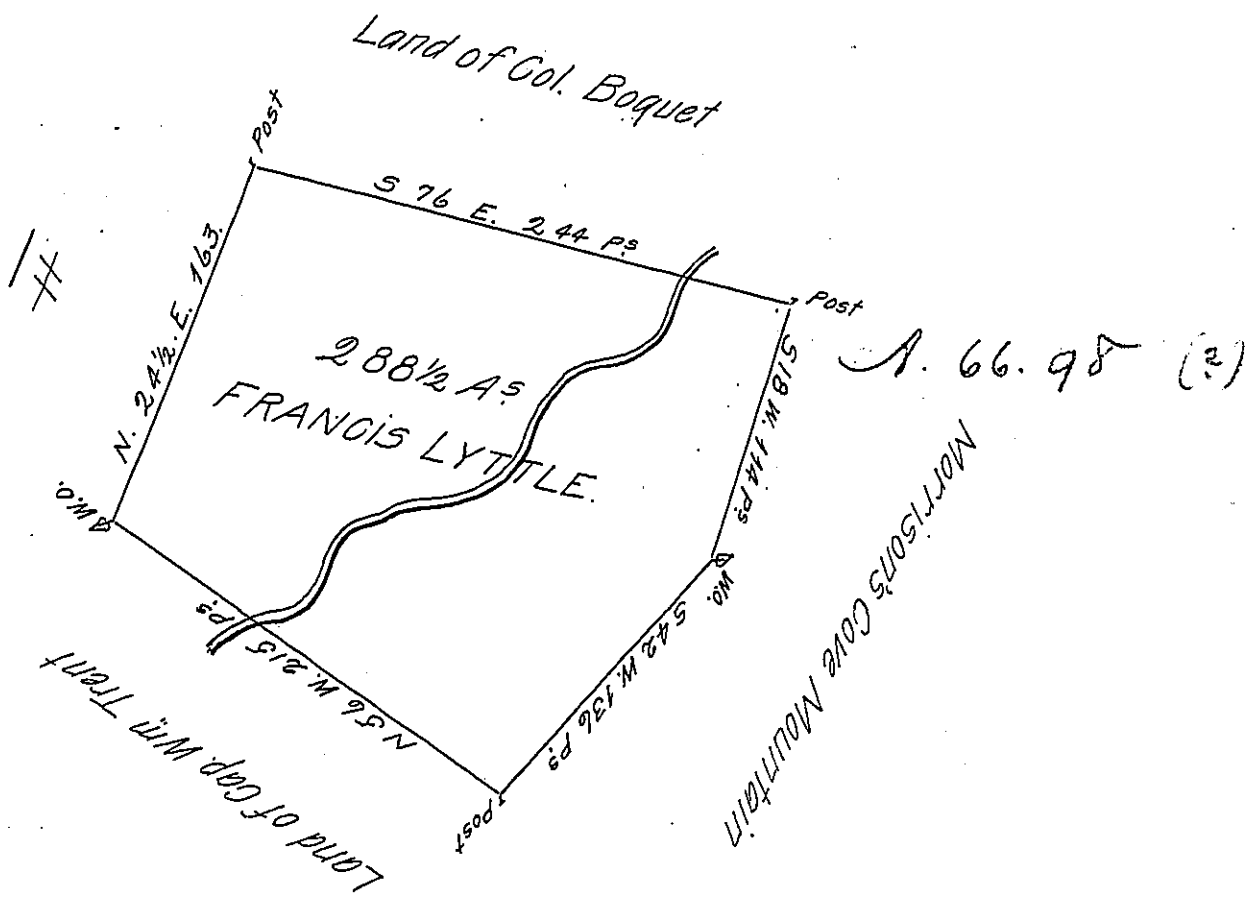 Land of Col. Boquet
Post
S 76 E. 244 Ps
Post
N. 24½. E. 163.
S 18 W. 114 Ps
66. 98 (?)
288½ As
FRANCIS LYTTLE.
Morrison's Cove Mountain
W.O.
W.O.
S 42 W. 136 Ps
N 56 W. 215 Ps
Post
Land of Cap. Wm Trent